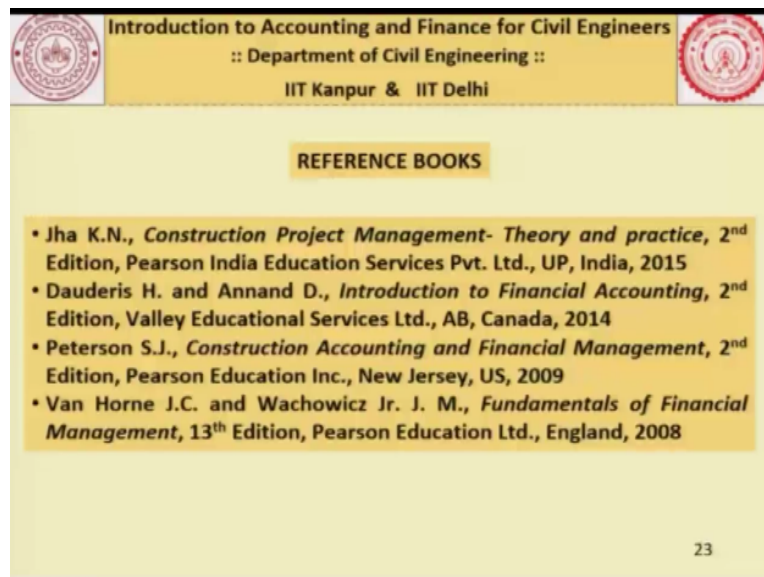 Introduction to Accounting and Finance for Civil Engineers
:: Department of Civil Engineering ::
IIT Kanpur & IIT Delhi
REFERENCE BOOKS
• Jha K.N., Construction Project Management- Theory and practice, 2nd
Edition, Pearson India Education Services Pvt. Ltd., UP, India, 2015
• Dauderis H. and Annand D., Introduction to Financial Accounting, 2nd
Edition, Valley Educational Services Ltd., AB, Canada, 2014
• Peterson S.J., Construction Accounting and Financial Management, 2nd
Edition, Pearson Education Inc., New Jersey, US, 2009
• Van Horne J.C. and Wachowicz Jr. J. M., Fundamentals of Financial
Management, 13th Edition, Pearson Education Ltd., England, 2008
23